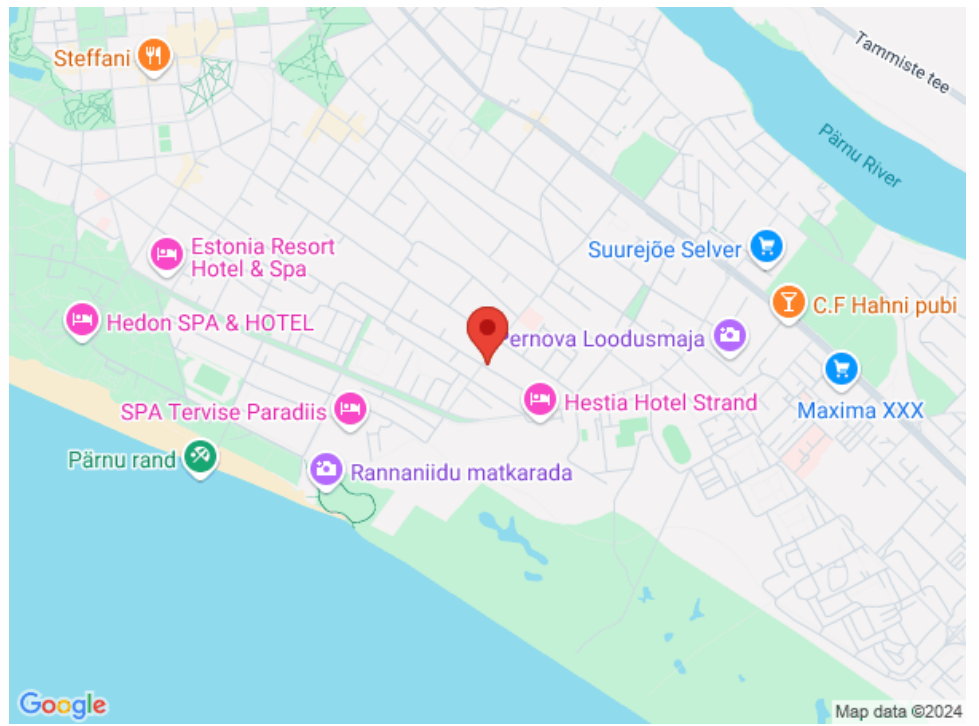 Steffani
Tammiste tee
Pärnu River
Estonia Resort
Hotel & Spa
Suurejõe Selver
C.F Hahni pubi
Hedon SPA & HOTEL
Pernova Loodusmaja
SPA Tervise Paradiis
Hestia Hotel Strand
Maxima XXX
Pärnu rand
Rannaniidu matkarada
Google
Map data ©2024